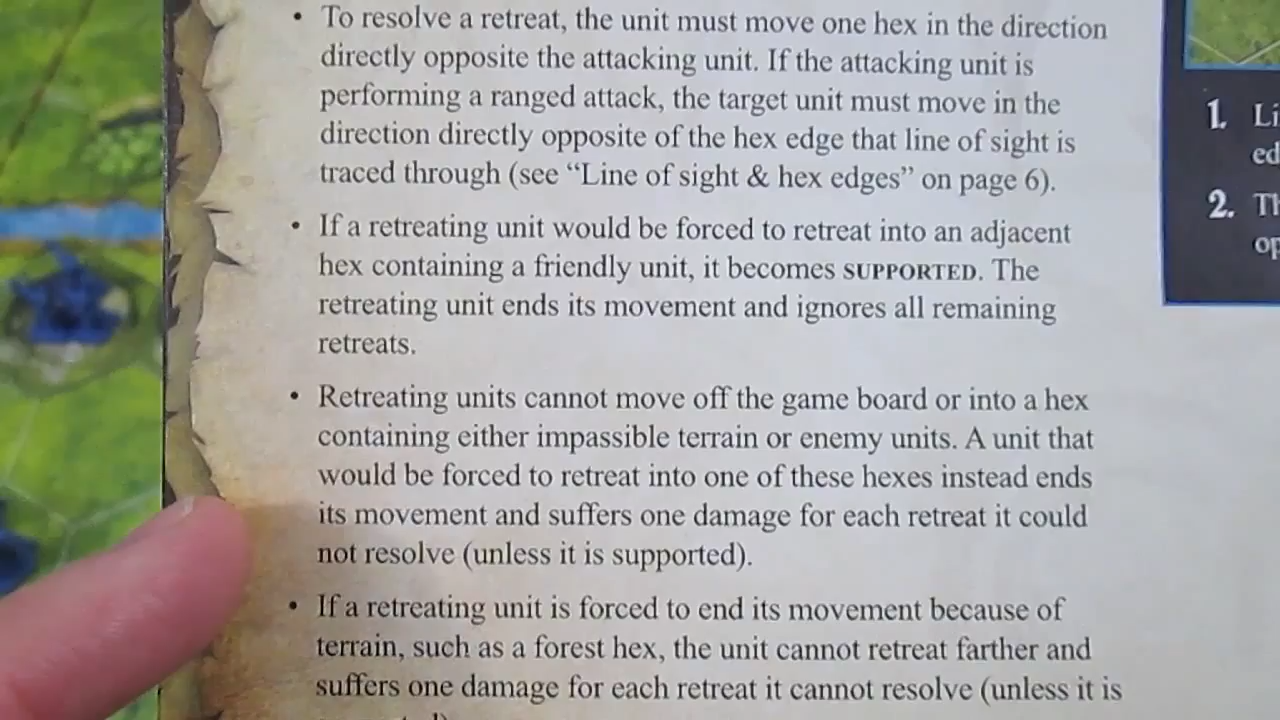 • To resolve a retreat, the unit must move one hex in the direction
directly opposite the attacking unit. If the attacking unit is
performing a ranged attack, the target unit must move in the
direction directly opposite of the hex edge that line of sight is
traced through (see “Line of sight & hex edges” on page 6).
• If a retreating unit would be forced to retreat into an adjacent
hex containing a friendly unit, it becomes SUPPORTED. The
retreating unit ends its movement and ignores all remaining
retreats.
• Retreating units cannot move off the game board or into a hex
containing either impassible terrain or enemy units. A unit that
would be forced to retreat into one of these hexes instead ends
its movement and suffers one damage for each retreat it could
not resolve (unless it is supported).
• If a retreating unit is forced to end its movement because of
terrain, such as a forest hex, the unit cannot retreat farther and
suffers one damage for each retreat it cannot resolve (unless it is
1. Li
ed
2. Th
op